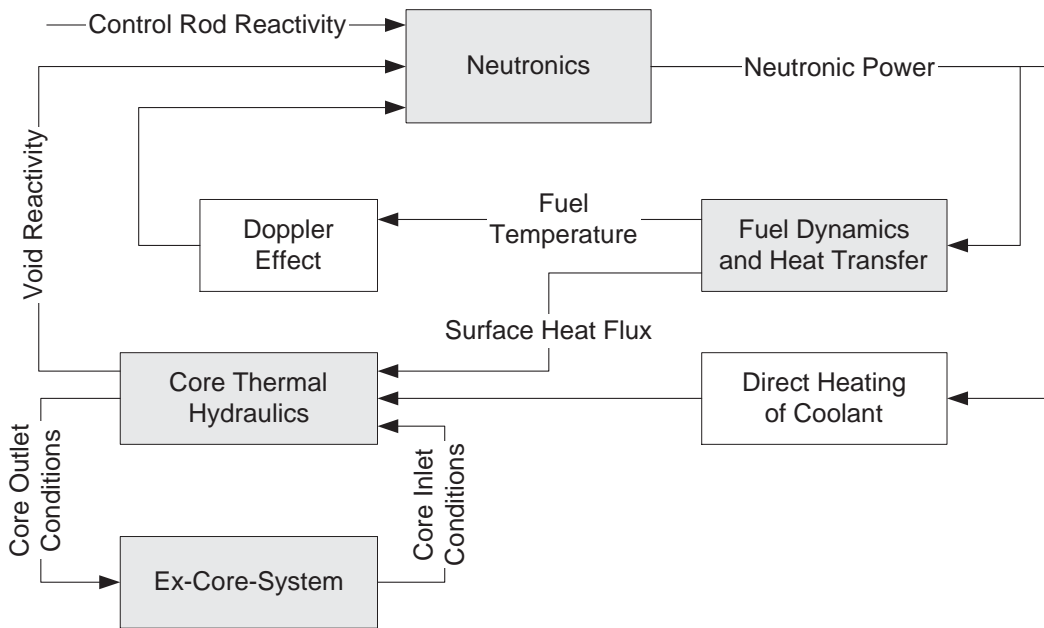 Control Rod Reactivity
Neutronics
Neutronic Power
Void Reactivity
Doppler
Effect
Fuel
Temperature
Fuel Dynamics
and Heat Transfer
Surface Heat Flux
Core Thermal
Hydraulics
Direct Heating
of Coolant
Core Outlet
Conditions
Core Inlet
Conditions
Ex-Core-System